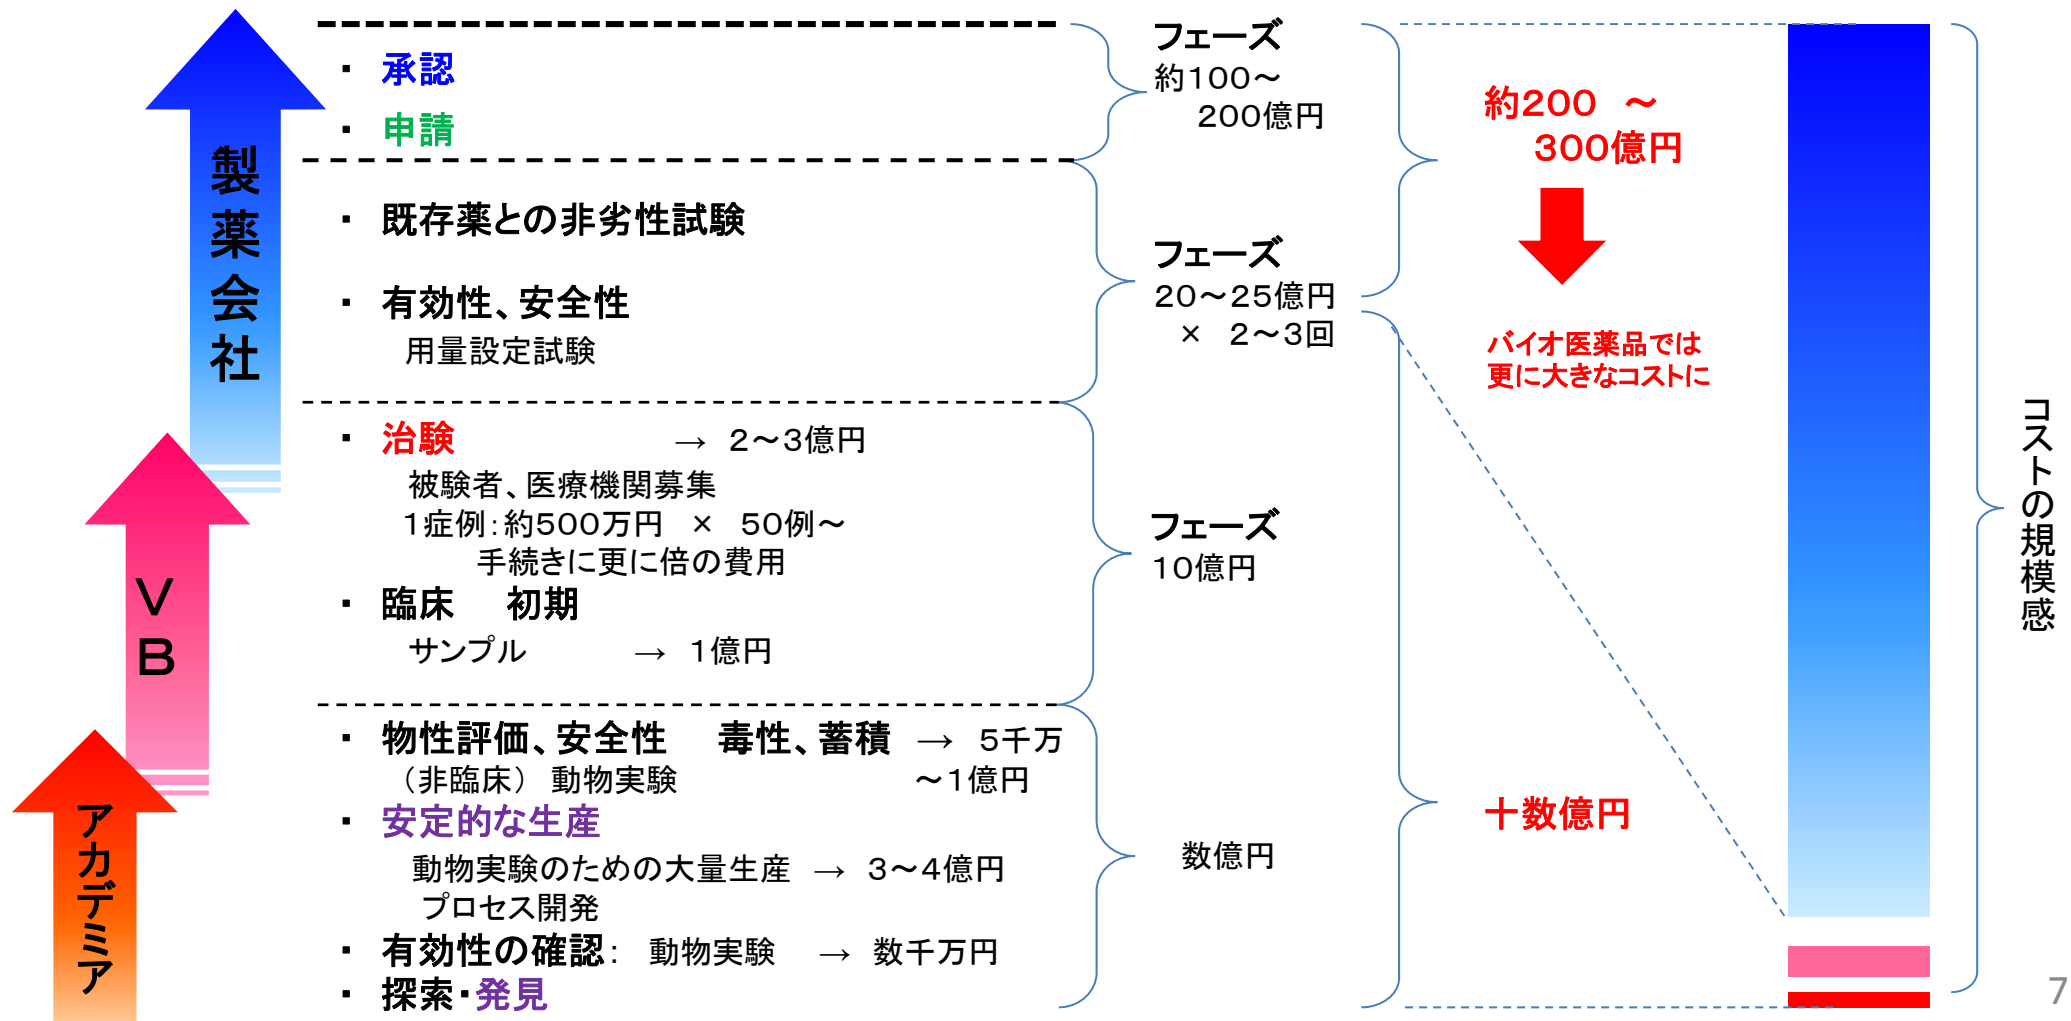 製薬会社
VB
アカデミア
・ 承認
・ 申請
・ 既存薬との非劣性試験
・ 有効性、安全性
用量設定試験
・ 治験 → 2～3億円
被験者、医療機関募集
1症例：約500万円 × 50例～
手続きに更に倍の費用
・ 臨床 初期
サンプル → 1億円
・ 物性評価、安全性 毒性、蓄積 → 5千万
（非臨床） 動物実験 ～1億円
・ 安定的な生産
動物実験のための大量生産 → 3～4億円
プロセス開発
・ 有効性の確認： 動物実験 → 数千万円
・ 探索・発見
フェーズ
約100～
200億円
フェーズ
20～25億円
× 2～3回
フェーズ
10億円
数億円
約200 ～
300億円
バイオ医薬品では
更に大きなコストに
十数億円
コストの規模感
7